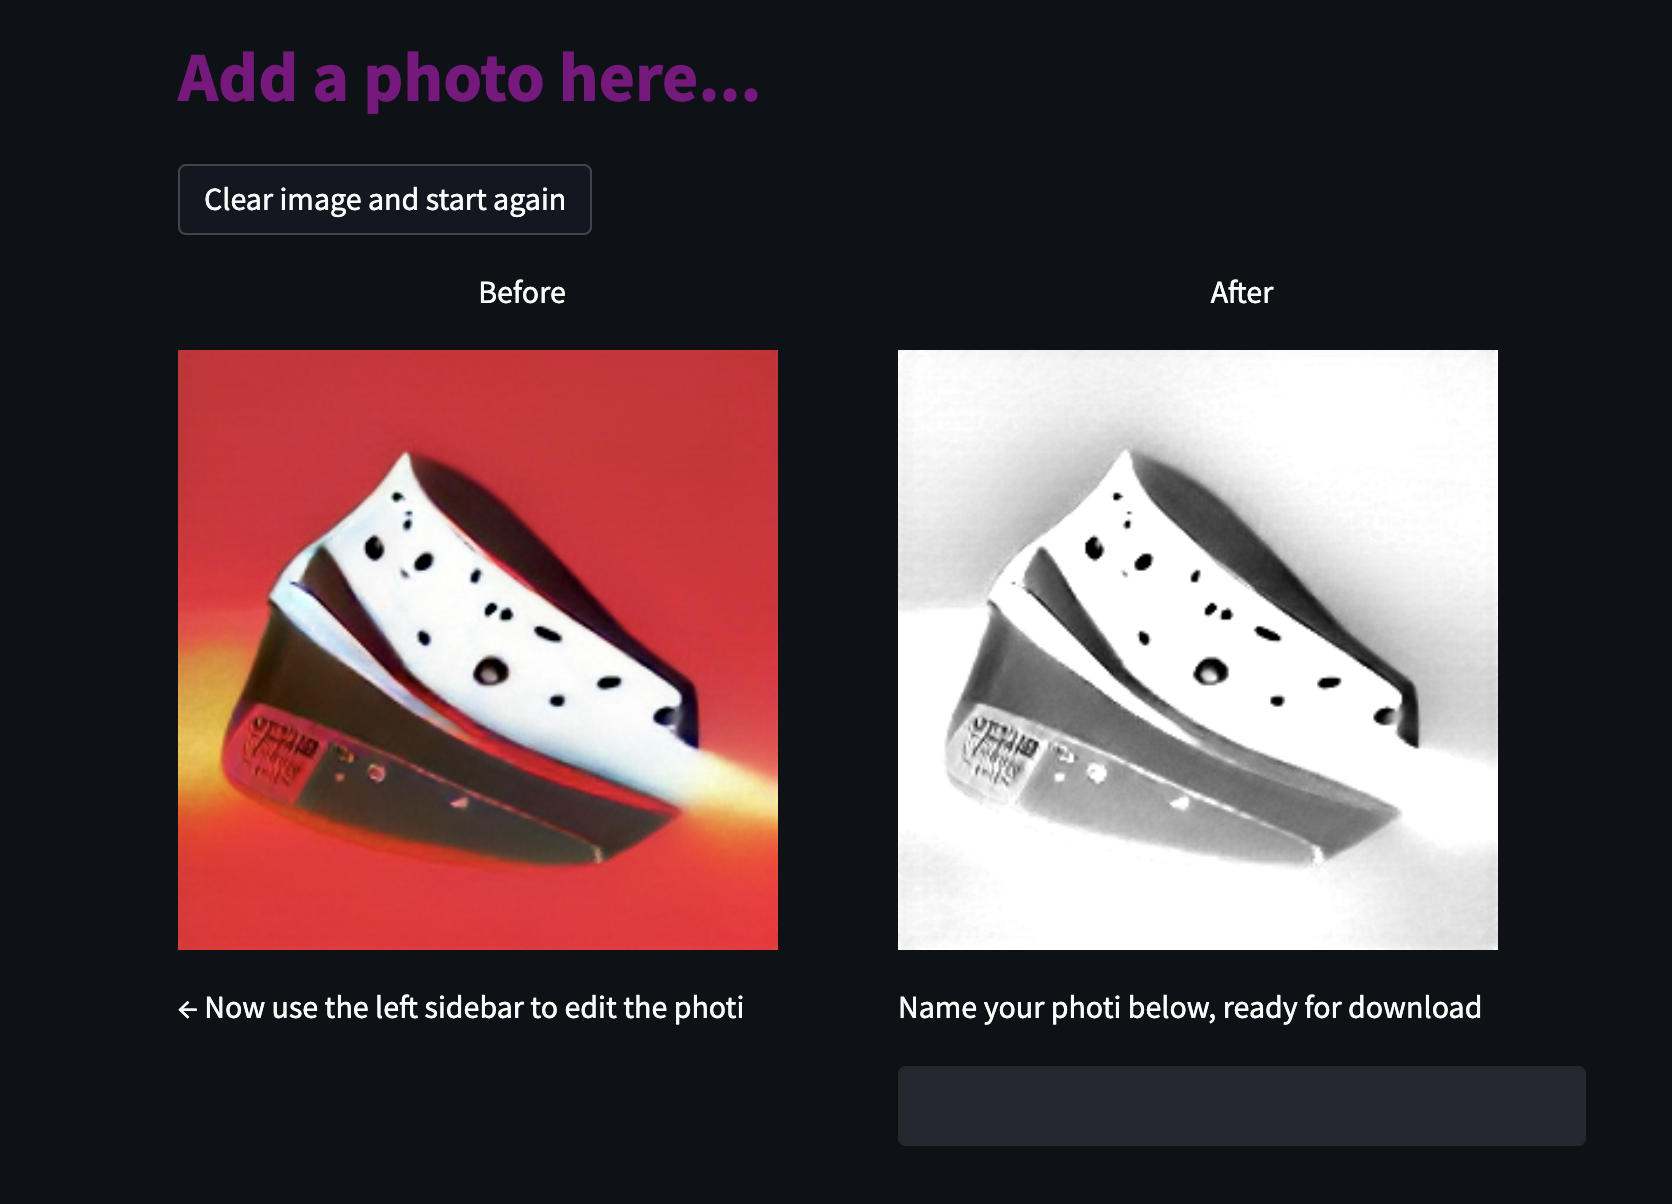 Add a photo here...
Clear image and start again
Before
After
← Now use the left sidebar to edit the photi
Name your photi below, ready for download